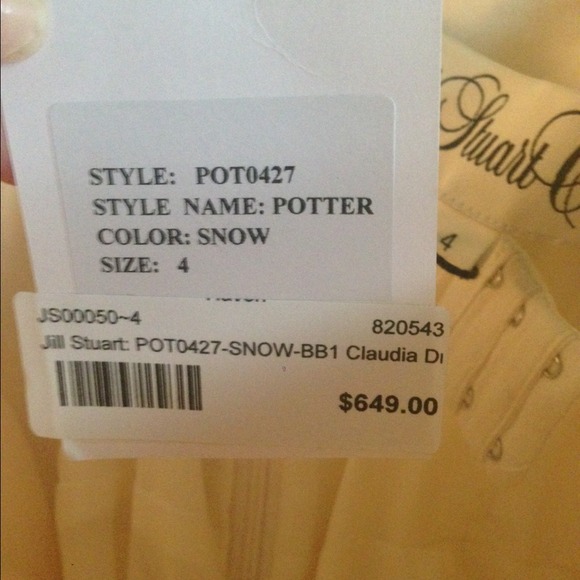 STYLE: POT0427
STYLE NAME: POTTER
COLOR: SNOW
SIZE: 4
Stuart
4
JS00050~4
820543
Jill Stuart: POT0427-SNOW-BB1 Claudia
$649.00